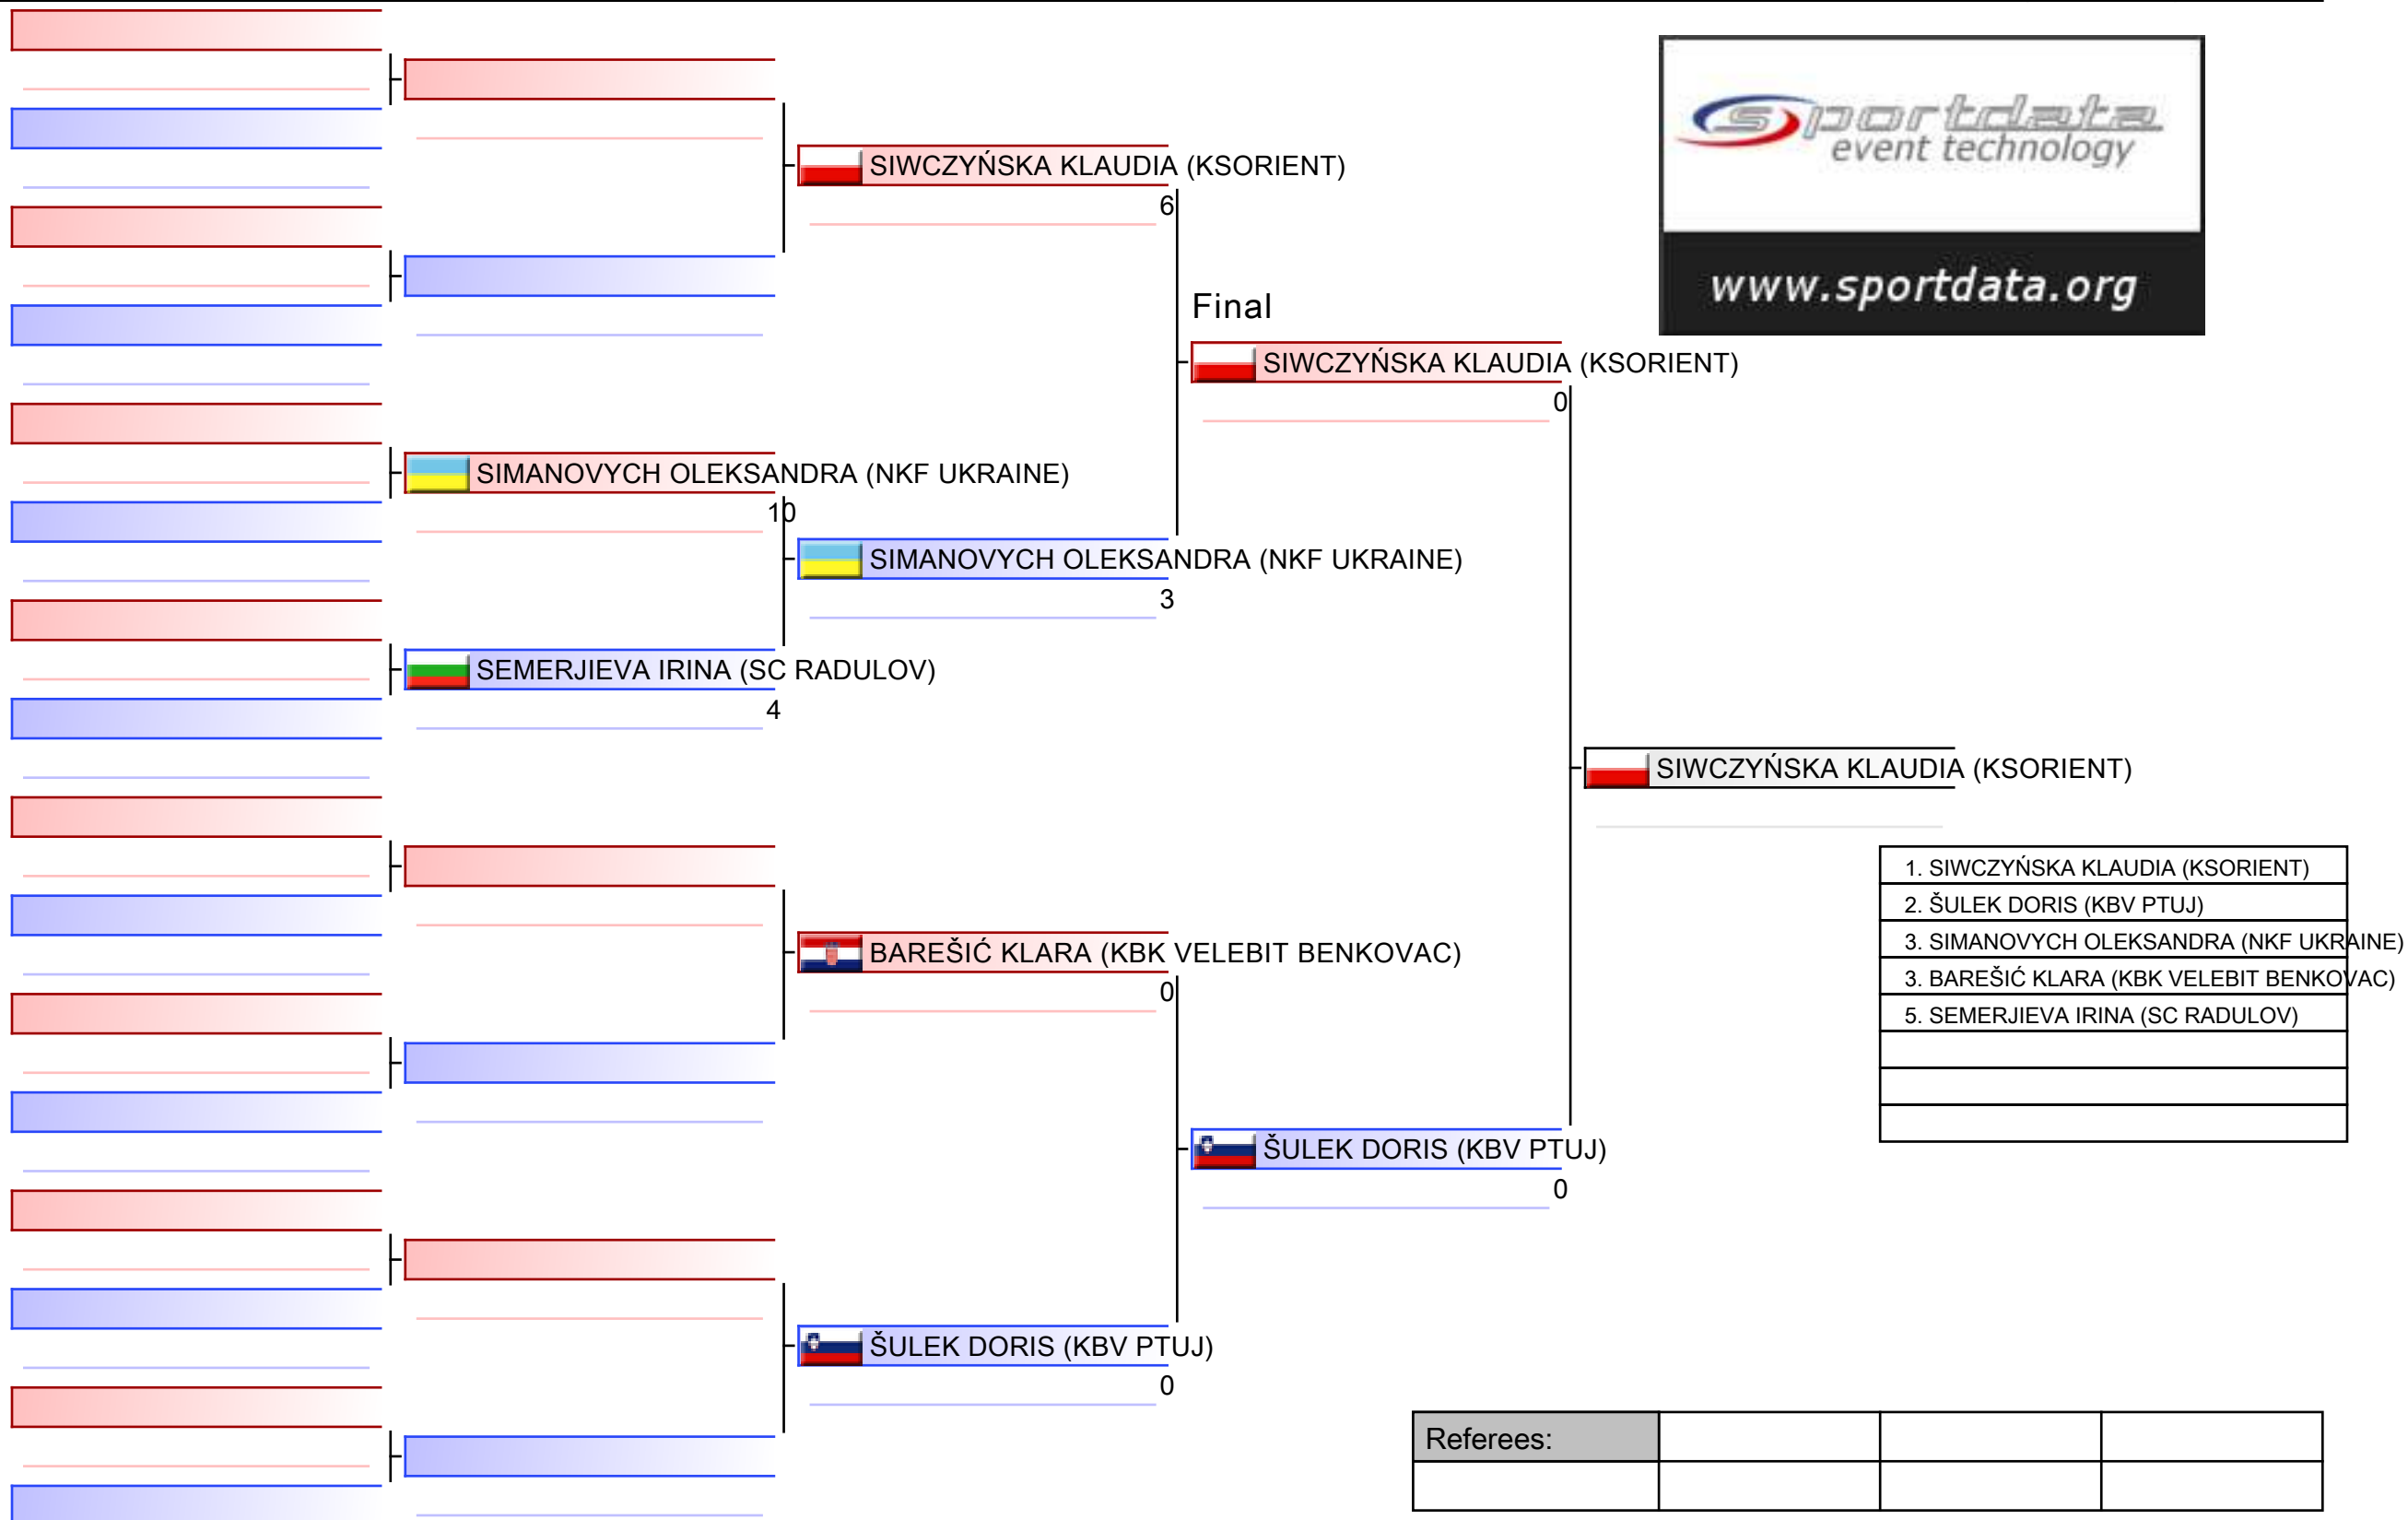 sportdata
event technology
www.sportdata.org
SIWCZYŃSKA KLAUDIA (KSORIENT)
6
Final
SIWCZYŃSKA KLAUDIA (KSORIENT)
0
SIMANOVYCH OLEKSANDRA (NKF UKRAINE)
10
SIMANOVYCH OLEKSANDRA (NKF UKRAINE)
3
SEMERJIEVA IRINA (SC RADULOV)
4
SIWCZYŃSKA KLAUDIA (KSORIENT)
1. SIWCZYŃSKA KLAUDIA (KSORIENT)
2. ŠULEK DORIS (KBV PTUJ)
3. SIMANOVYCH OLEKSANDRA (NKF UKRAINE)
3. BAREŠIĆ KLARA (KBK VELEBIT BENKOVAC)
5. SEMERJIEVA IRINA (SC RADULOV)
BAREŠIĆ KLARA (KBK VELEBIT BENKOVAC)
0
ŠULEK DORIS (KBV PTUJ)
0
ŠULEK DORIS (KBV PTUJ)
0
Referees: